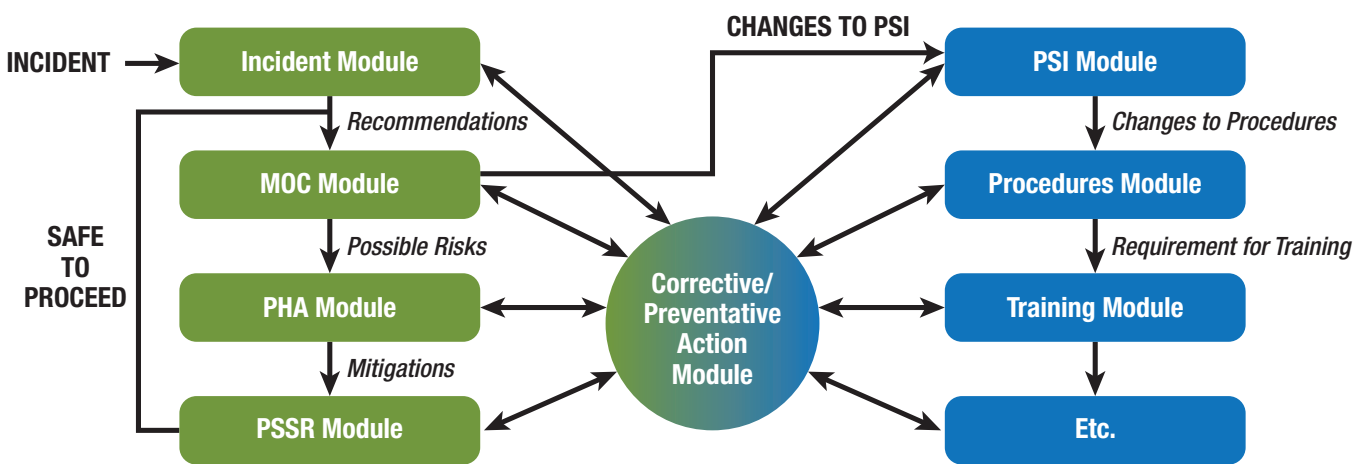 CHANGES TO PSI
INCIDENT
Incident Module
PSI Module
Recommendations
Changes to Procedures
MOC Module
Procedures Module
SAFE
TO
PROCEED
Possible Risks
Requirement for Training
Corrective/
Preventative
Action
Module
PHA Module
Training Module
Mitigations
PSSR Module
Etc.